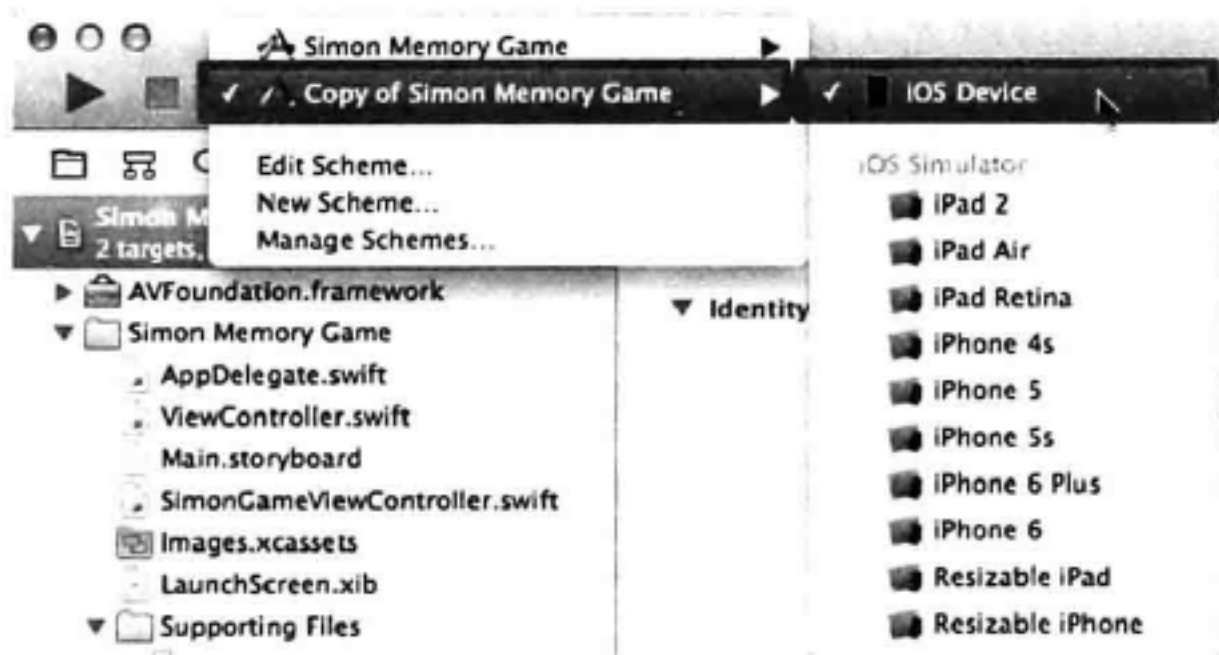 Simon Memory Game
Copy of Simon Memory Game
iOS Device
Edit Scheme...
New Scheme...
Manage Schemes...
iOS Simulator
iPad 2
iPad Air
iPad Retina
iPhone 4s
iPhone 5
iPhone 5s
iPhone 6 Plus
iPhone 6
Resizable iPad
Resizable iPhone
Simon M
2 targets,
AVFoundation.framework
Simon Memory Game
AppDelegate.swift
ViewController.swift
Main.storyboard
SimonGameViewController.swift
Images.xcassets
LaunchScreen.xib
Supporting Files
Identity